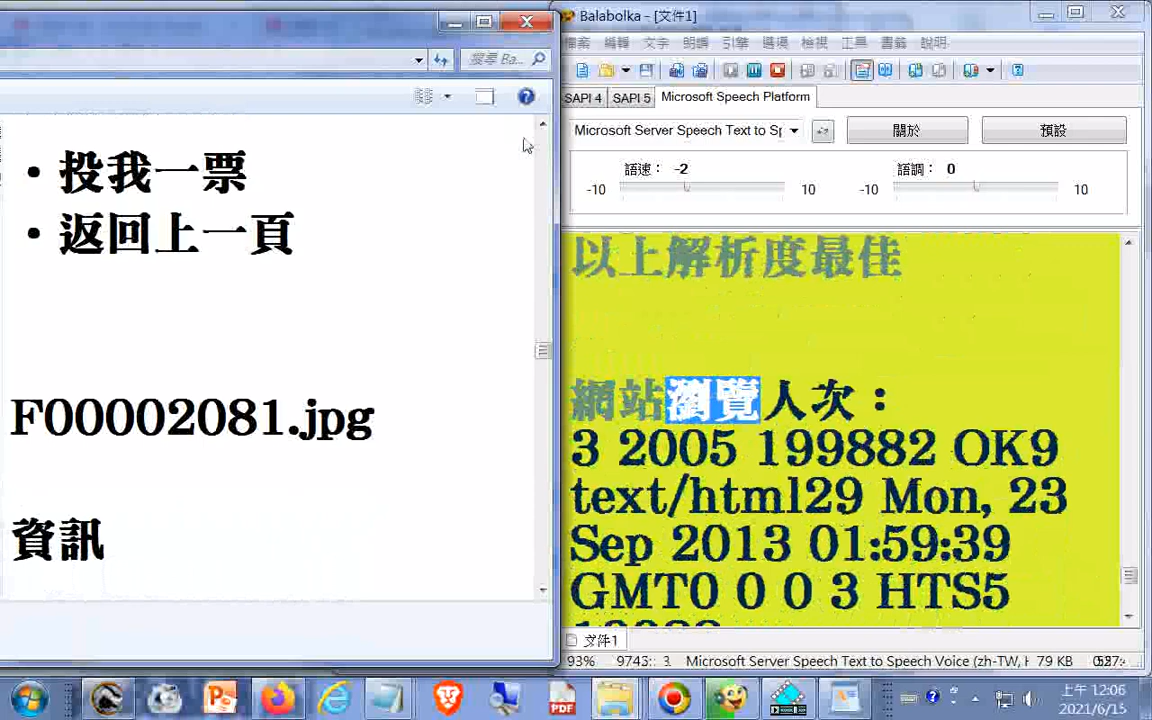 搜尋 Ba...
• 投我一票
• 返回上一頁
F00002081.jpg
資訊
Balabolka - [文件1]
檔案 編輯 文字 朗讀 引擎 選項 檢視 工具 書籤 說明
SAPI 4 SAPI 5 Microsoft Speech Platform
Microsoft Server Speech Text to Sp 關於 預設
語速： -2 語調： 0
-10 10 -10 10
以上解析度最佳
網站瀏覽人次：
3 2005 199882 OK9
text/html29 Mon, 23
Sep 2013 01:59:39
GMT0 0 0 3 HTS5
文件1
93% Microsoft Server Speech Text to Speech Voice (zh-TW, 79 KB
上午 12:06
2021/6/15